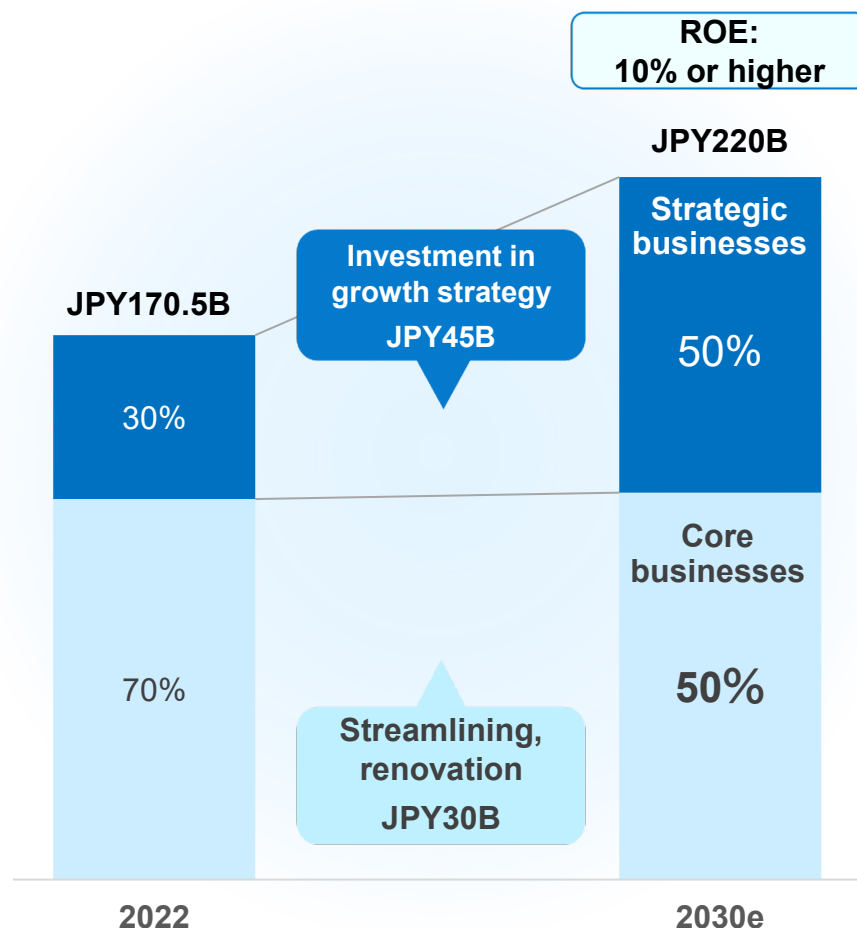 ROE:
10% or higher
JPY220B
Strategic
businesses
50%
Investment in
growth strategy
JPY45B
JPY170.5B
30%
Core
businesses
50%
70%
Streamlining,
renovation
JPY30B
2022
2030e